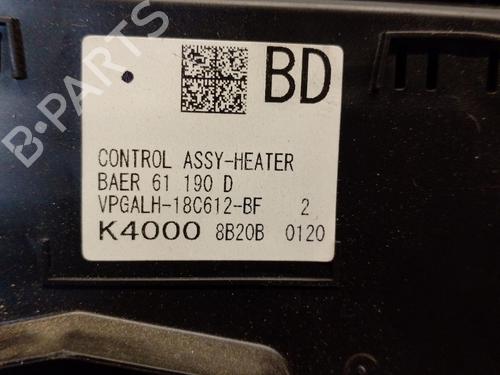 BD
CONTROL ASSY-HEATER
BAER 61 190 D
VPGALH-18C612-BF 2
K4000 8B20B 0120
B-PARTS